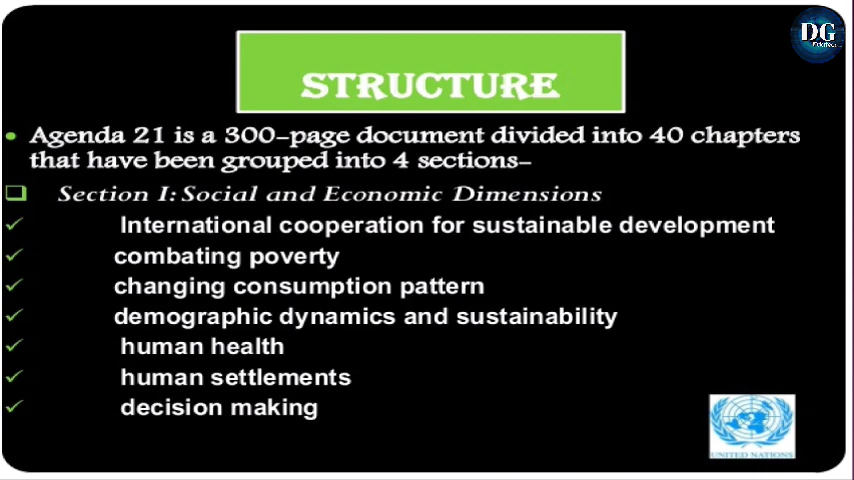 DG
STRUCTURE
• Agenda 21 is a 300-page document divided into 40 chapters
that have been grouped into 4 sections-
❑ Section I: Social and Economic Dimensions
✓ International cooperation for sustainable development
✓ combating poverty
✓ changing consumption pattern
✓ demographic dynamics and sustainability
✓ human health
✓ human settlements
✓ decision making
UNITED NATIONS